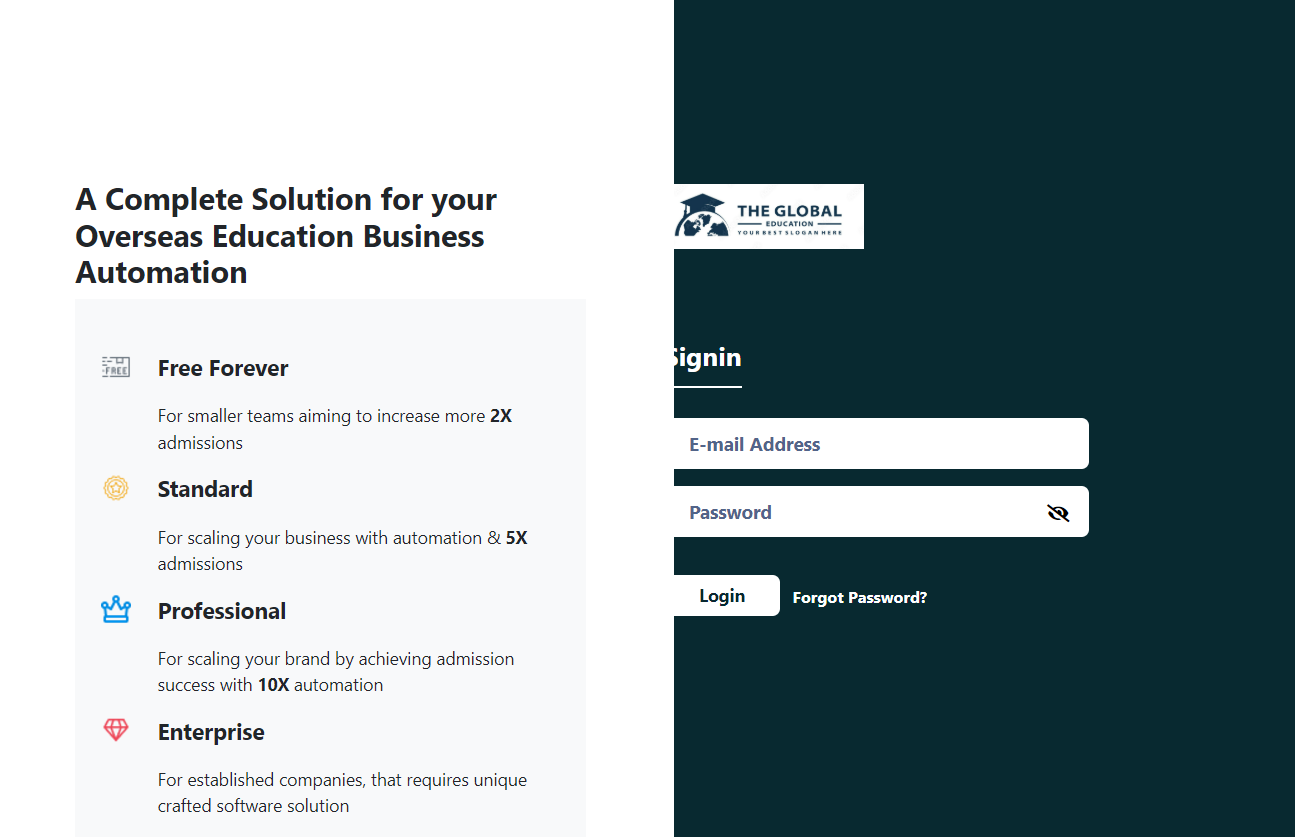 A Complete Solution for your
Overseas Education Business
Automation
FREE
Free Forever
For smaller teams aiming to increase more 2X
admissions
Standard
For scaling your business with automation & 5X
admissions
Professional
For scaling your brand by achieving admission
success with 10X automation
Enterprise
For established companies, that requires unique
crafted software solution
THE GLOBAL
EDUCATION
YOUR BEST SLOGAN HERE
Signin
E-mail Address
Password
Login
Forgot Password?